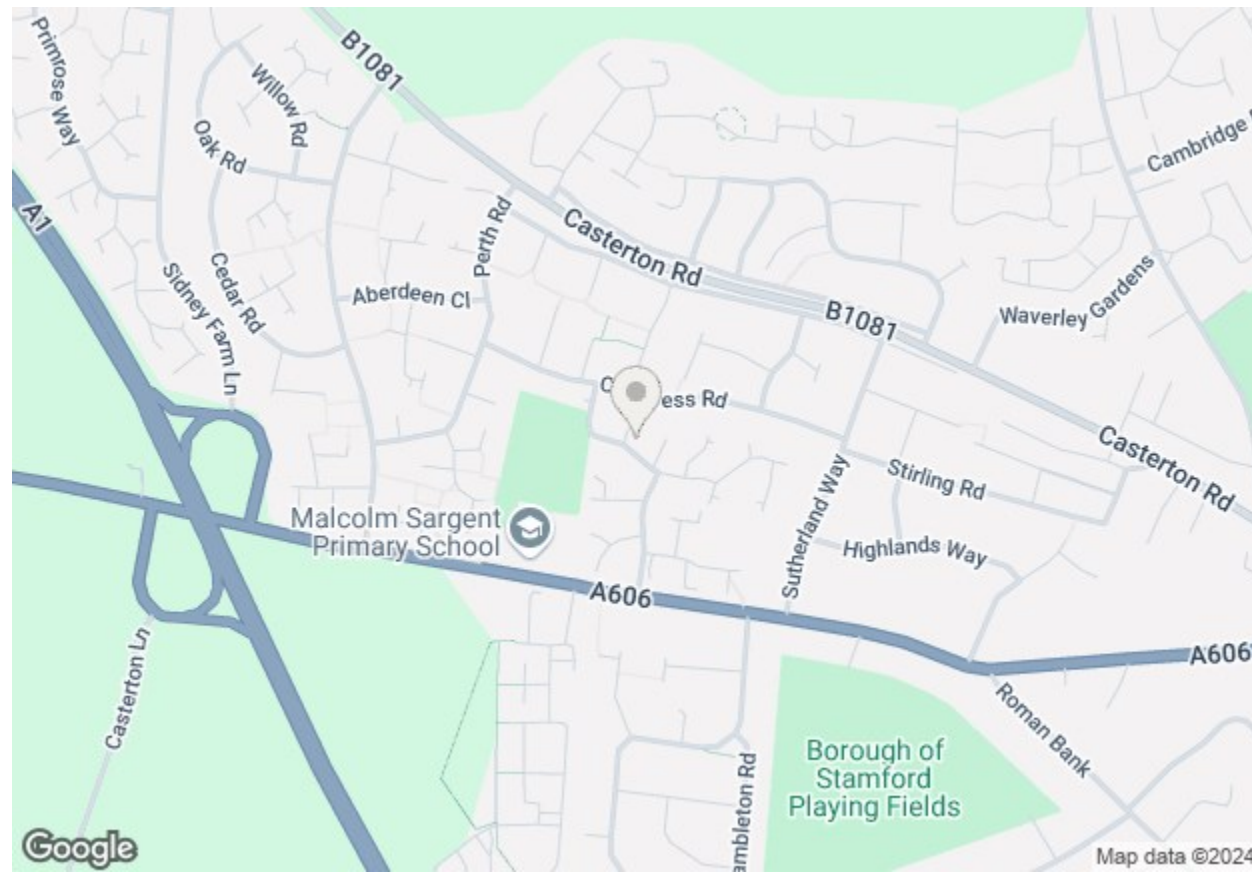 Primrose Way
Willow Rd
B1081
Oak Rd
Cambridge
A1
Perth Rd
Casterton Rd
Sidney Farm Ln
Cedar Rd
Aberdeen Cl
B1081
Waverley Gardens
ess Rd
Casterton Rd
Stirling Rd
Sutherland Way
Malcolm Sargent
Primary School
Highlands Way
A606
A606
Casterton Ln
Roman Bank
Borough of
Stamford
Playing Fields
ambleton Rd
Google
Map data ©2024